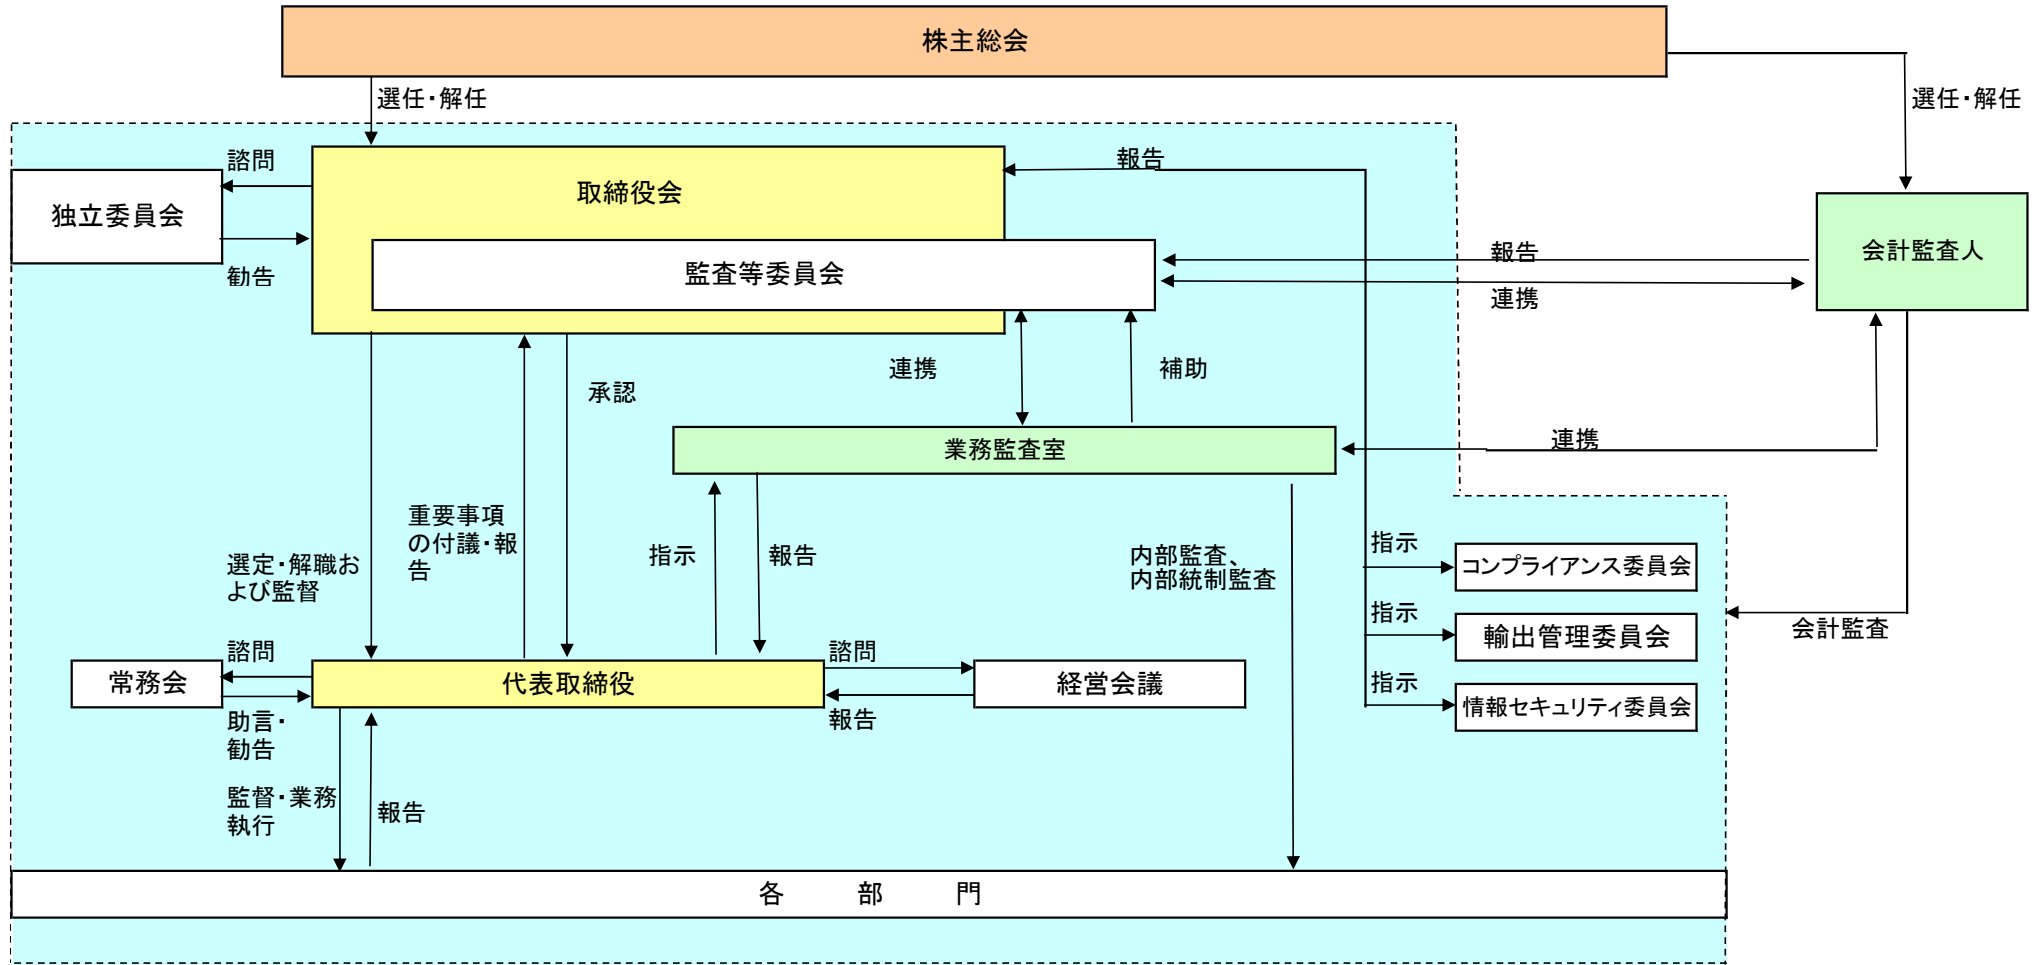 株主総会
選任・解任
選任・解任
諮問
報告
取締役会
独立委員会
勧告
監査等委員会
報告
連携
会計監査人
連携
補助
承認
業務監査室
連携
重要事項
の付議・報
告
選定・解職お
よび監督
指示
報告
内部監査、
内部統制監査
指示
コンプライアンス委員会
指示
輸出管理委員会
会計監査
指示
情報セキュリティ委員会
諮問
常務会
代表取締役
諮問
経営会議
報告
助言・
勧告
監督・業務
執行
報告
各　部　門